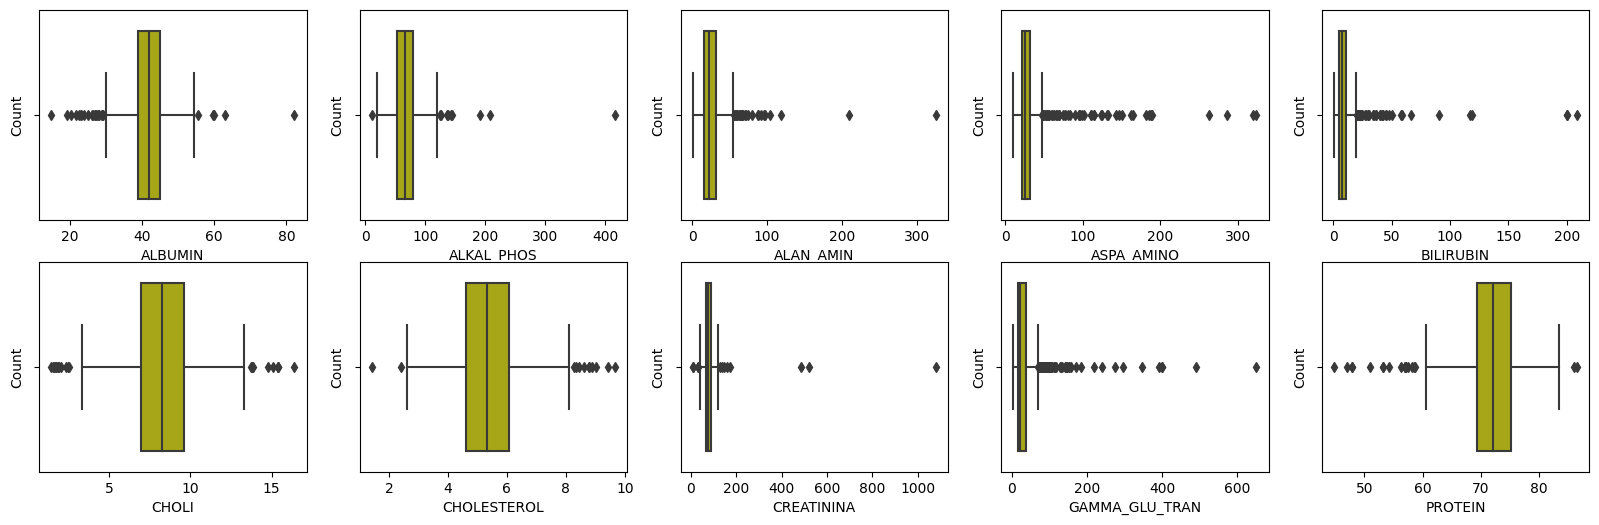 Count
20 40 60 80
ALBUMIN
Count
0 100 200 300 400
ALKAL_PHOS
Count
0 100 200 300
ALAN_AMIN
Count
0 100 200 300
ASPA_AMINO
Count
0 50 100 150 200
BILIRUBIN
Count
5 10 15
CHOLI
Count
2 4 6 8 10
CHOLESTEROL
Count
0 200 400 600 800 1000
CREATININA
Count
0 200 400 600
GAMMA_GLU_TRAN
Count
50 60 70 80
PROTEIN